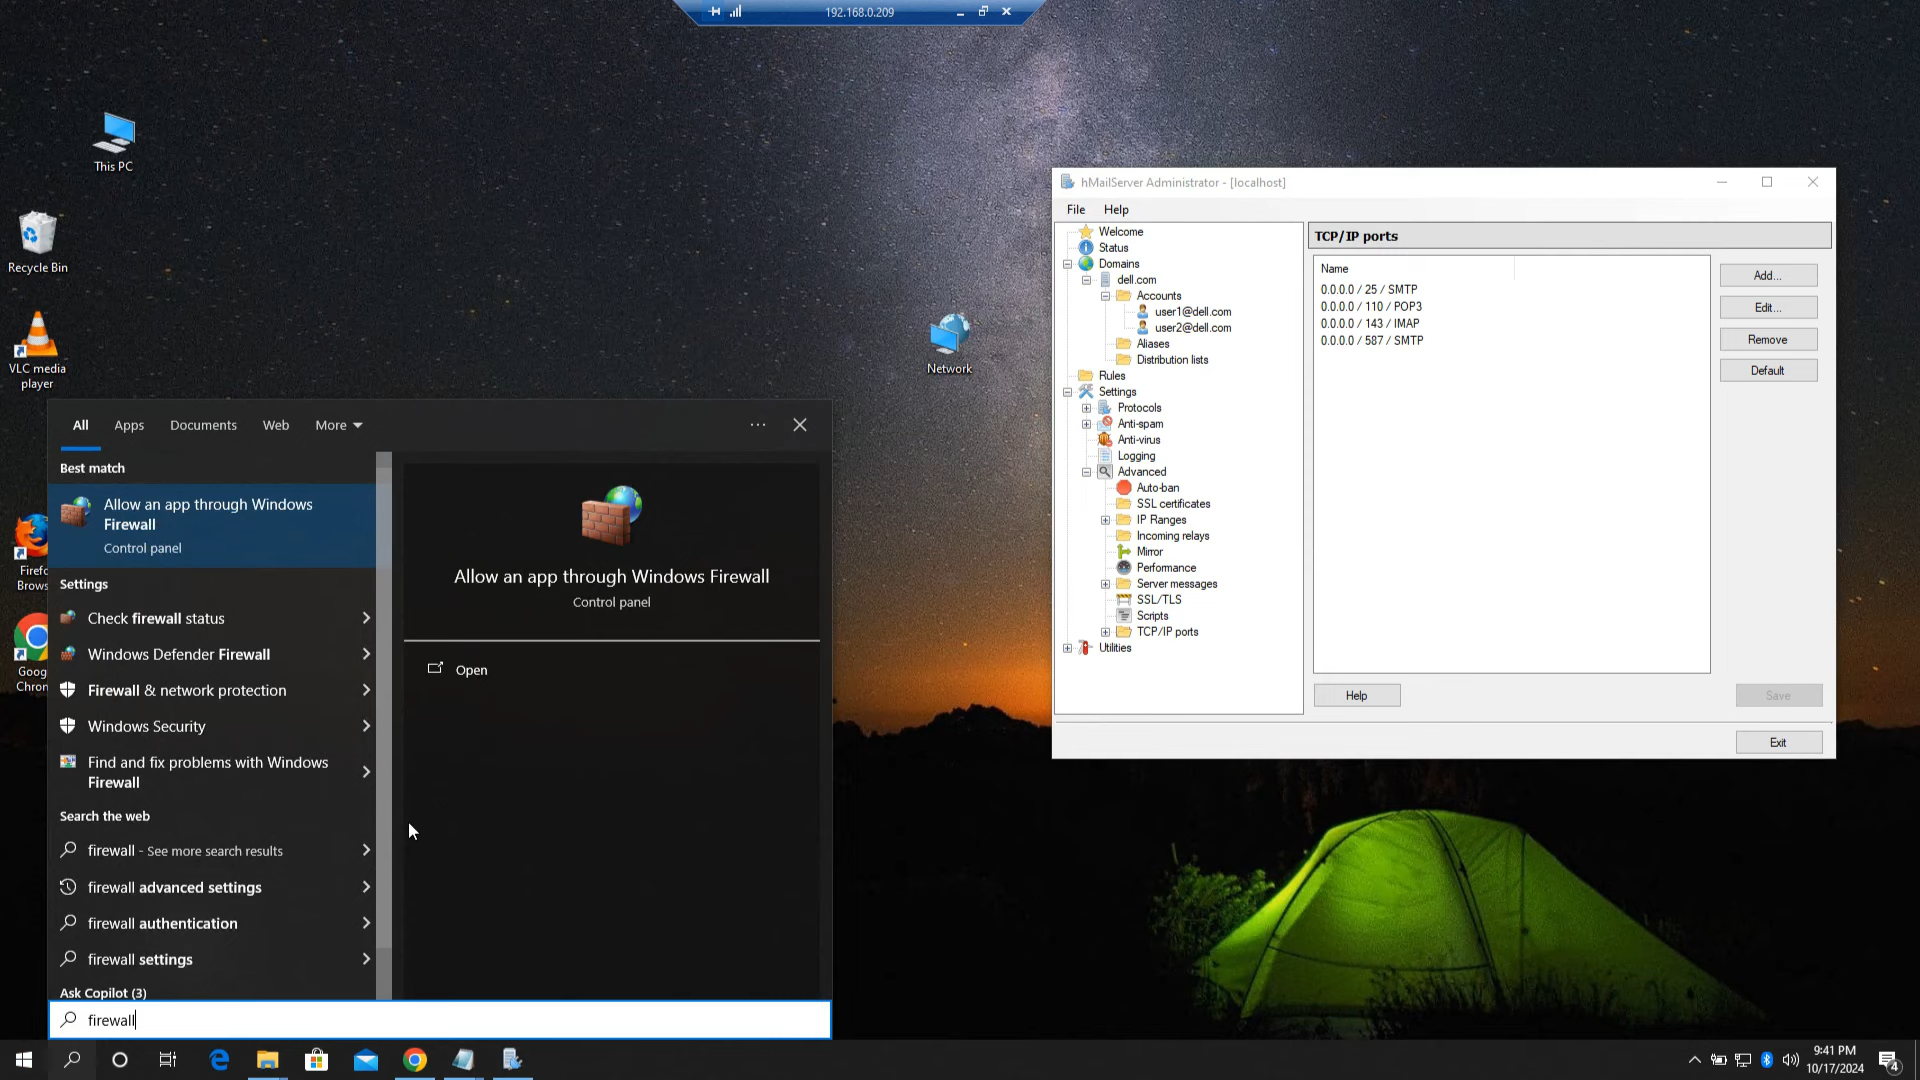 192.168.0.209
This PC
Recycle Bin
VLC media
player
Firefo
Brows
Goog
Chron
Network
All
Apps
Documents
Web
More
Best match
Allow an app through Windows
Firewall
Control panel
Settings
Check firewall status
Windows Defender Firewall
Firewall & network protection
Windows Security
Find and fix problems with Windows
Firewall
Search the web
firewall - See more search results
firewall advanced settings
firewall authentication
firewall settings
Ask Copilot (3)
firewall
Allow an app through Windows Firewall
Control panel
Open
hMailServer Administrator - [localhost]
File
Help
Welcome
Status
Domains
dell.com
Accounts
user1@dell.com
user2@dell.com
Aliases
Distribution lists
Rules
Settings
Protocols
Anti-spam
Anti-virus
Logging
Advanced
Auto-ban
SSL certificates
IP Ranges
Incoming relays
Mirror
Performance
Server messages
SSL/TLS
Scripts
TCP/IP ports
Utilities
TCP/IP ports
Name
0.0.0.0 / 25 / SMTP
0.0.0.0 / 110 / POP3
0.0.0.0 / 143 / IMAP
0.0.0.0 / 587 / SMTP
Add...
Edit...
Remove
Default
Help
Save
Exit
9:41 PM
10/17/2024
4